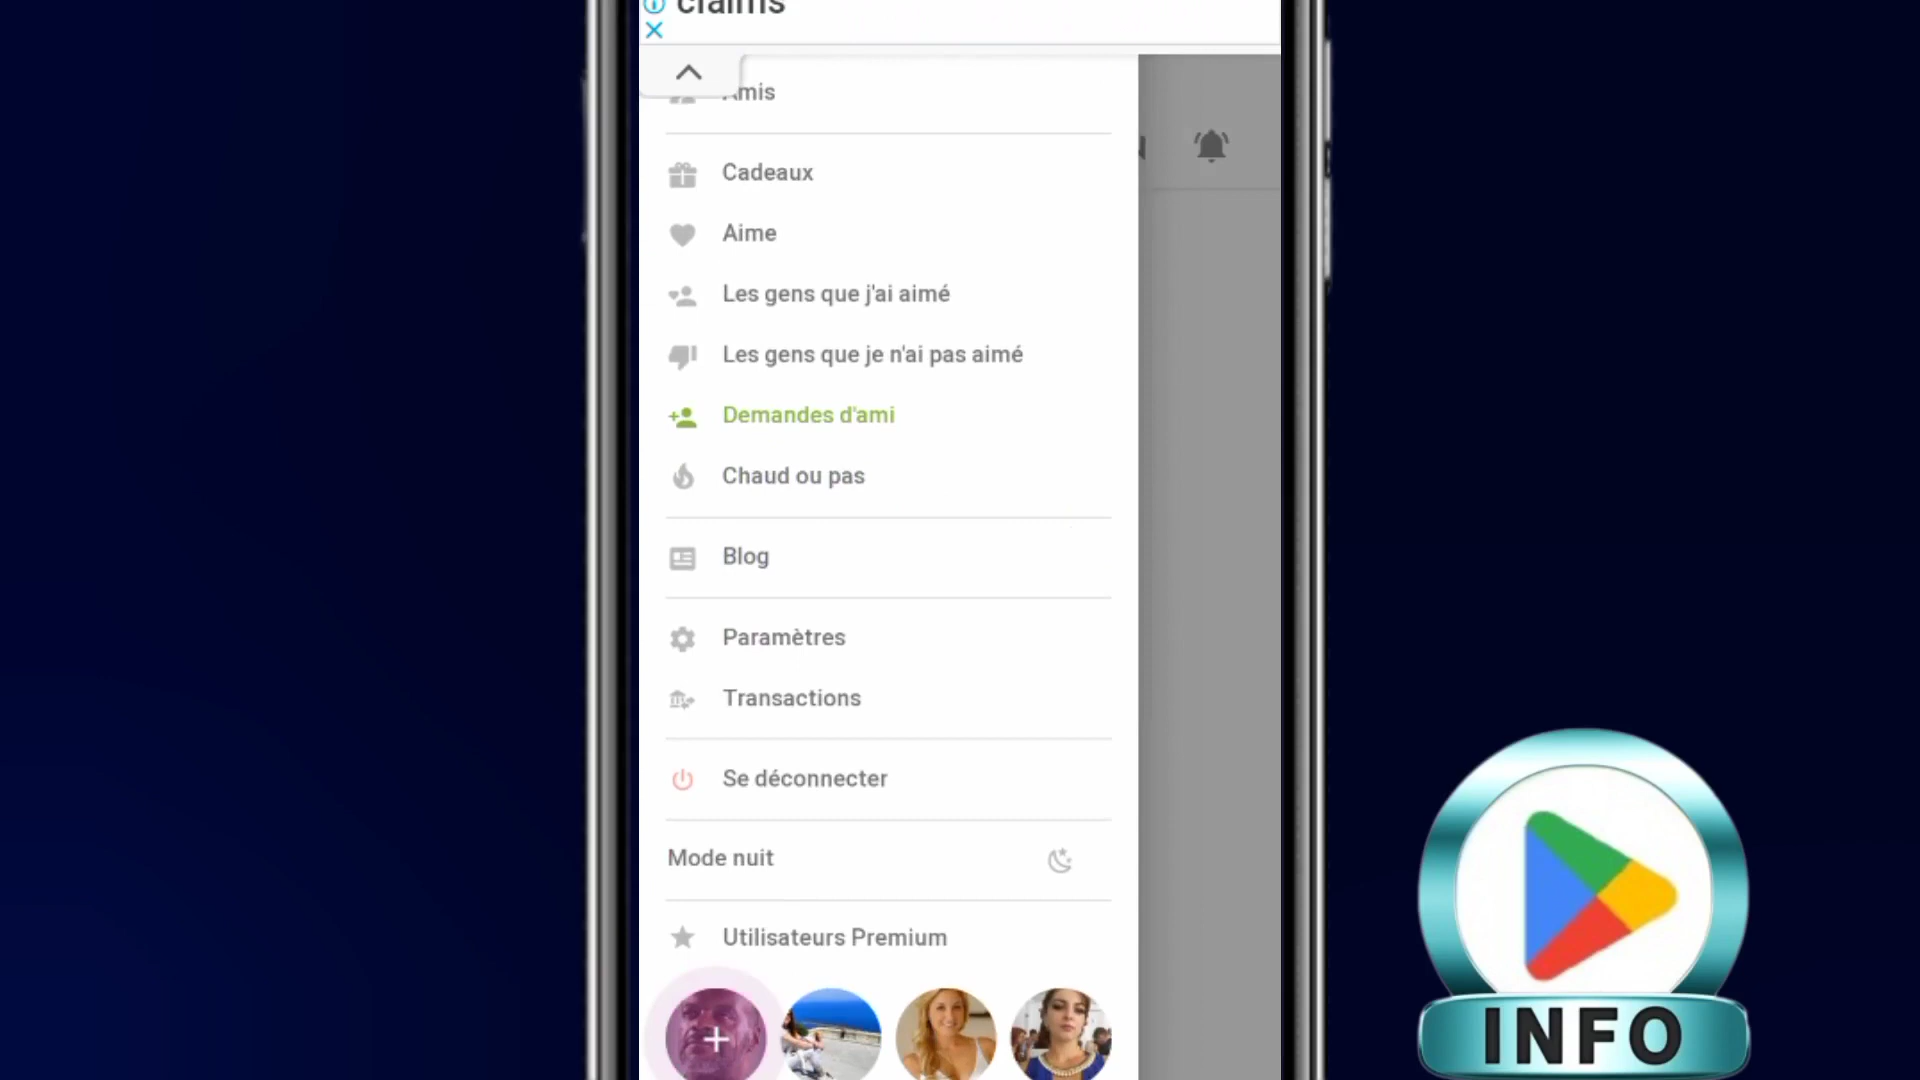 claims
Amis
Cadeaux
Aime
Les gens que j'ai aimé
Les gens que je n'ai pas aimé
Demandes d'ami
Chaud ou pas
Blog
Paramètres
Transactions
Se déconnecter
Mode nuit
Utilisateurs Premium
INFO